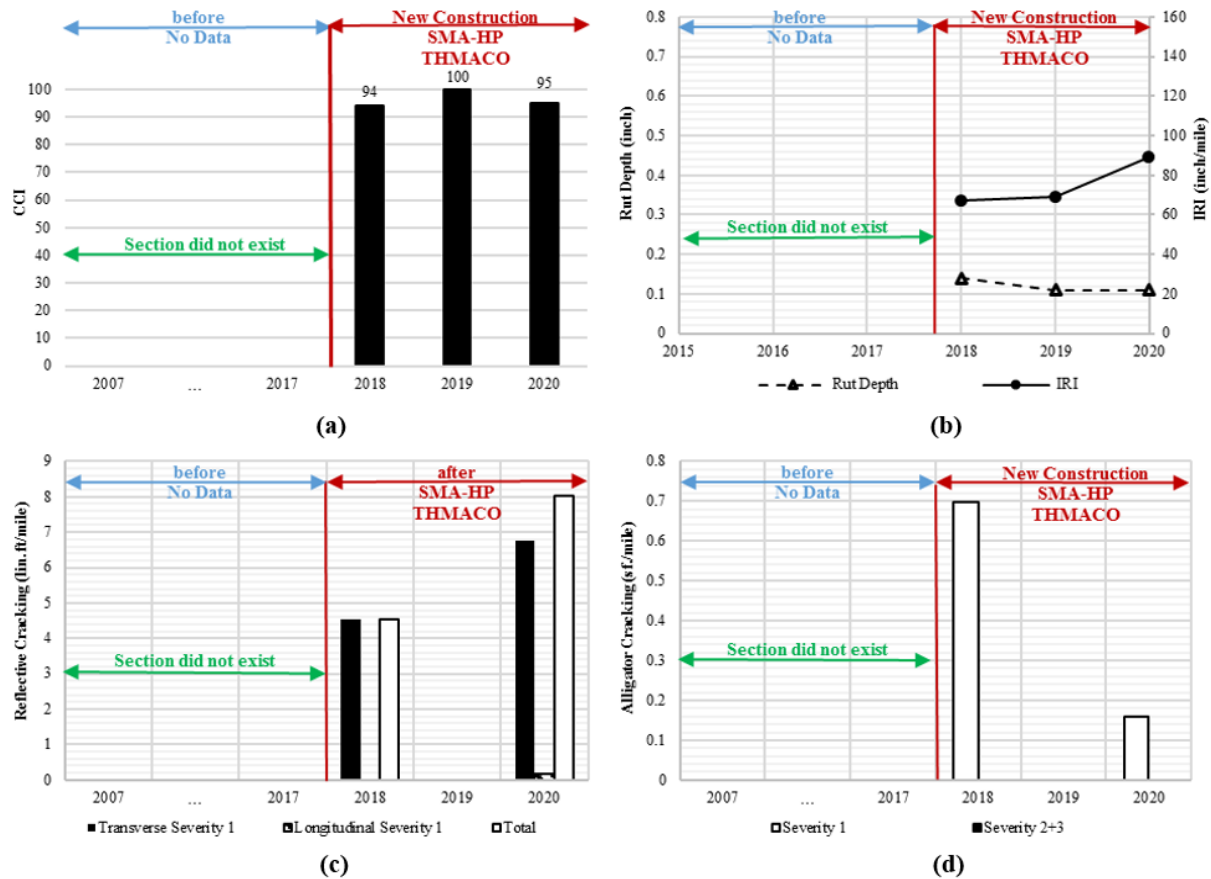 before
No Data
New Construction
SMA-HP
THMACO
94
100
95
100
90
80
70
60
50
40
30
20
10
0
CCI
Section did not exist
2007
...
2017
2018
2019
2020
(a)
before
No Data
New Construction
SMA-HP
THMACO
0.8
0.7
0.6
0.5
0.4
0.3
0.2
0.1
0
Rut Depth (inch)
160
140
120
100
80
60
40
20
0
IRI (inch/mile)
Section did not exist
2015
2016
2017
2018
2019
2020
Rut Depth
IRI
(b)
before
No Data
after
SMA-HP
THMACO
9
8
7
6
5
4
3
2
1
0
Reflective Cracking (lin. ft/mile)
Section did not exist
2007
...
2017
2018
2019
2020
Transverse Severity 1
Longitudinal Severity 1
Total
(c)
before
No Data
New Construction
SMA-HP
THMACO
0.8
0.7
0.6
0.5
0.4
0.3
0.2
0.1
0
Alligator Cracking (sf./mile)
Section did not exist
2007
...
2017
2018
2019
2020
Severity 1
Severity 2+3
(d)